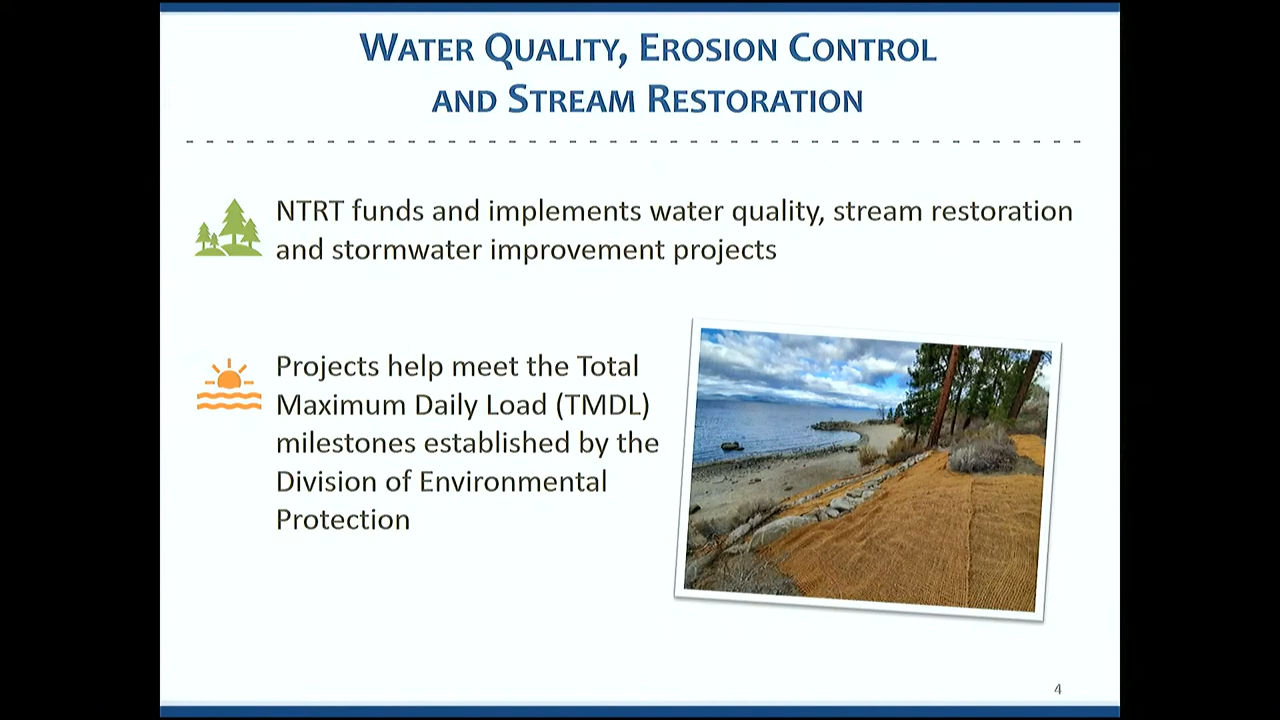 WATER QUALITY, EROSION CONTROL
AND STREAM RESTORATION
NTRT funds and implements water quality, stream restoration
and stormwater improvement projects
Projects help meet the Total
Maximum Daily Load (TMDL)
milestones established by the
Division of Environmental
Protection
4